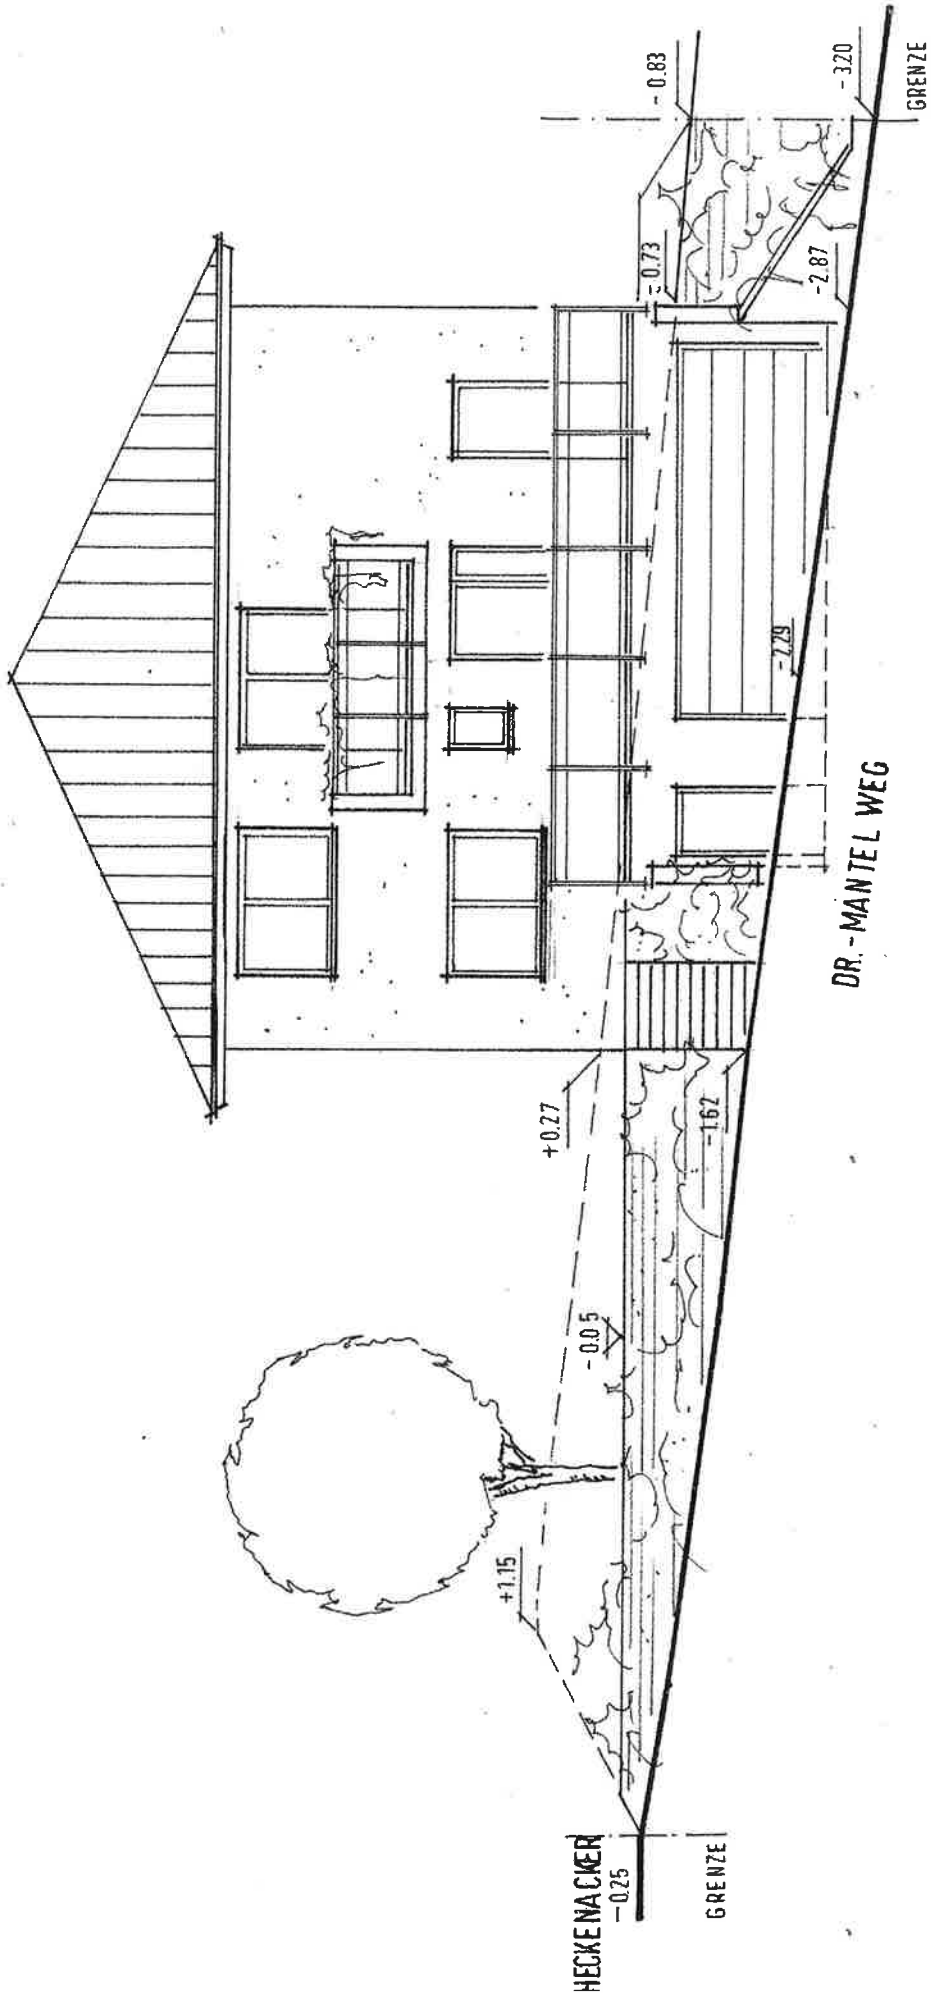 HECKENACKER
-0.25
GRENZE
+1.15
-0.05
+0.27
-1.62
DR.-MANTEL WEG
-2.29
-0.73
-2.87
-0.83
-3.20
GRENZE